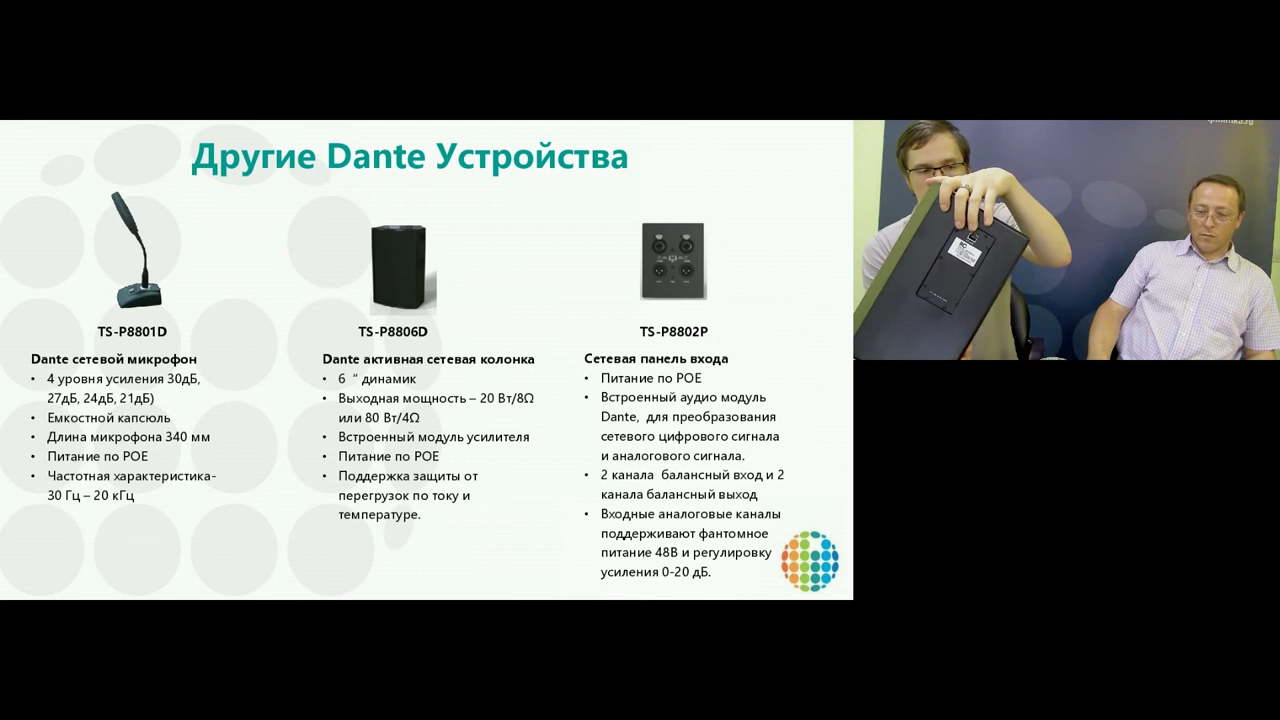 Другие Dante Устройства
TS-P8801D
Dante сетевой микрофон
• 4 уровня усиления 30дБ,
27дБ, 24дБ, 21дБ)
• Емкостной капсюль
• Длина микрофона 340 мм
• Питание по POE
• Частотная характеристика-
30 Гц – 20 кГц
TS-P8806D
Dante активная сетевая колонка
• 6 “ динамик
• Выходная мощность – 20 Вт/8Ω
или 80 Вт/4Ω
• Встроенный модуль усилителя
• Питание по POE
• Поддержка защиты от
перегрузок по току и
температуре.
TS-P8802P
Сетевая панель входа
• Питание по POE
• Встроенный аудио модуль
Dante, для преобразования
сетевого цифрового сигнала
и аналогового сигнала.
• 2 канала балансный вход и 2
канала балансный выход
• Входные аналоговые каналы
поддерживают фантомное
питание 48В и регулировку
усиления 0-20 дБ.